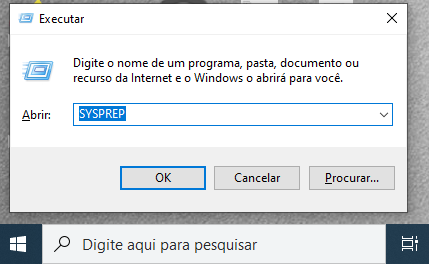 Executar
Digite o nome de um programa, pasta, documento ou
recurso da Internet e o Windows o abrirá para você.
Abrir: SYSPREP
OK Cancelar Procurar...
Digite aqui para pesquisar